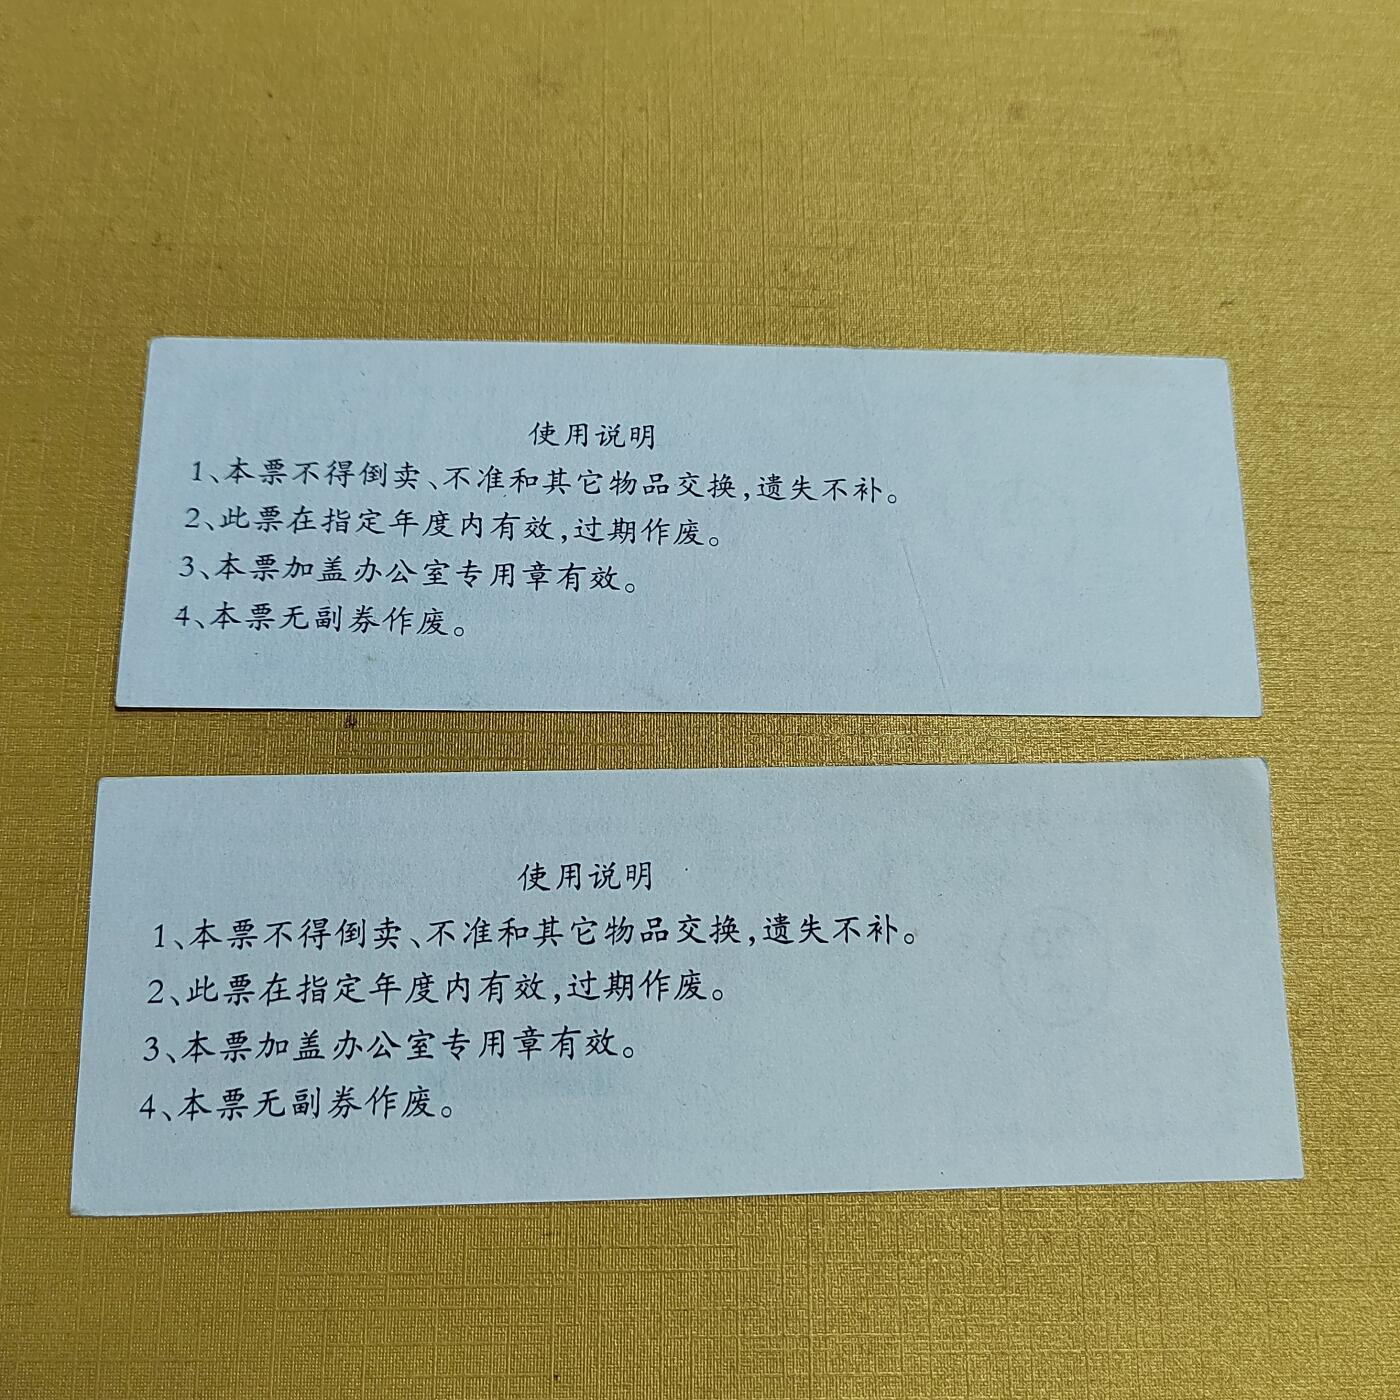 使用说明
1、本票不得倒卖、不准和其它物品交换,遗失不补。
2、此票在指定年度内有效,过期作废。
3、本票加盖办公室专用章有效。
4、本票无副券作废。
使用说明
1、本票不得倒卖、不准和其它物品交换,遗失不补。
2、此票在指定年度内有效,过期作废。
3、本票加盖办公室专用章有效。
4、本票无副券作废。